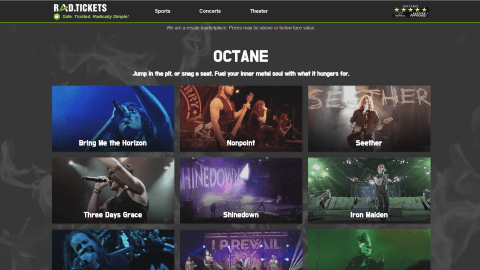 RAD.TICKETS
Safe. Trusted. Radically Simple!
Sports
Concerts
Theater
We are a resale marketplace. Prices may be above or below face value.
OCTANE
Jump in the pit, or snag a seat. Fuel your inner metal soul with what it hungers for.
Bring Me the Horizon
Nonpoint
SEETHER
Seether
Three Days Grace
SHINEDOWN
Shinedown
Iron Maiden
I PREVAIL